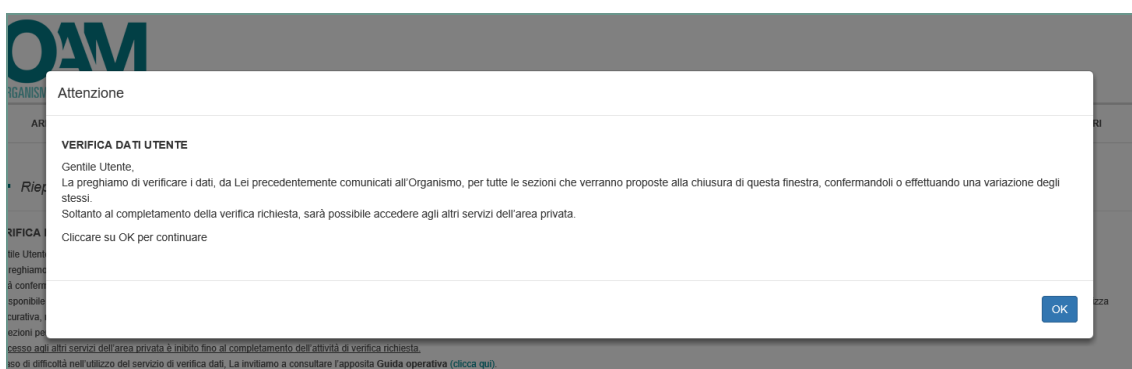 OAM
Attenzione
VERIFICA DATI UTENTE
Gentile Utente,
La preghiamo di verificare i dati, da Lei precedentemente comunicati all'Organismo, per tutte le sezioni che verranno proposte alla chiusura di questa finestra, confermandoli o effettuando una variazione degli
stessi.
Soltanto al completamento della verifica richiesta, sarà possibile accedere agli altri servizi dell'area privata.
Cliccare su OK per continuare
OK
cesso agli altri servizi dell'area privata è inibito fino al completamento dell'attività di verifica richiesta.
aso di difficoltà nell'utilizzo del servizio di verifica dati, La invitiamo a consultare l'apposita Guida operativa (clicca qui).